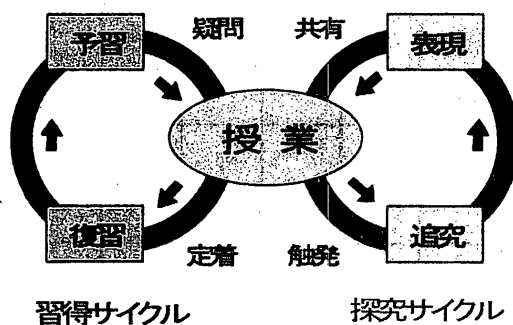 予習
疑問
共有
表現
授業
復習
定着
触発
追究
習得サイクル
探究サイクル